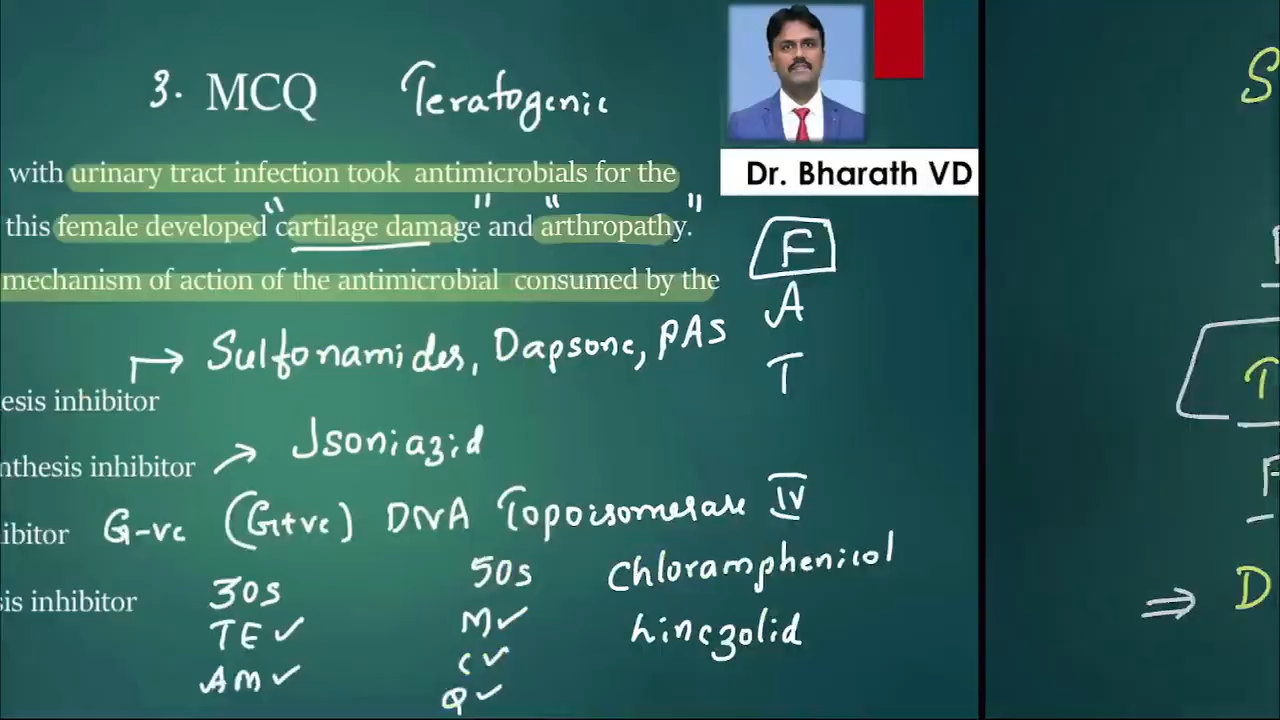 3. MCQ Teratogenic
with urinary tract infection took antimicrobials for the
this female developed "cartilage damage" and "arthropathy."
mechanism of action of the antimicrobial consumed by the
Dr. Bharath VD
F
A
T
→ Sulfonamides, Dapsone, PAS
esis inhibitor
nthesis inhibitor → Isoniazid
ibitor G-ve (G+ve) DNA Topoisomerase IV
sis inhibitor
30s 50s Chloramphenicol
TE ✓ M ✓ Linezolid
AM ✓ C ✓
Q ✓
S
T
F
⇒ D